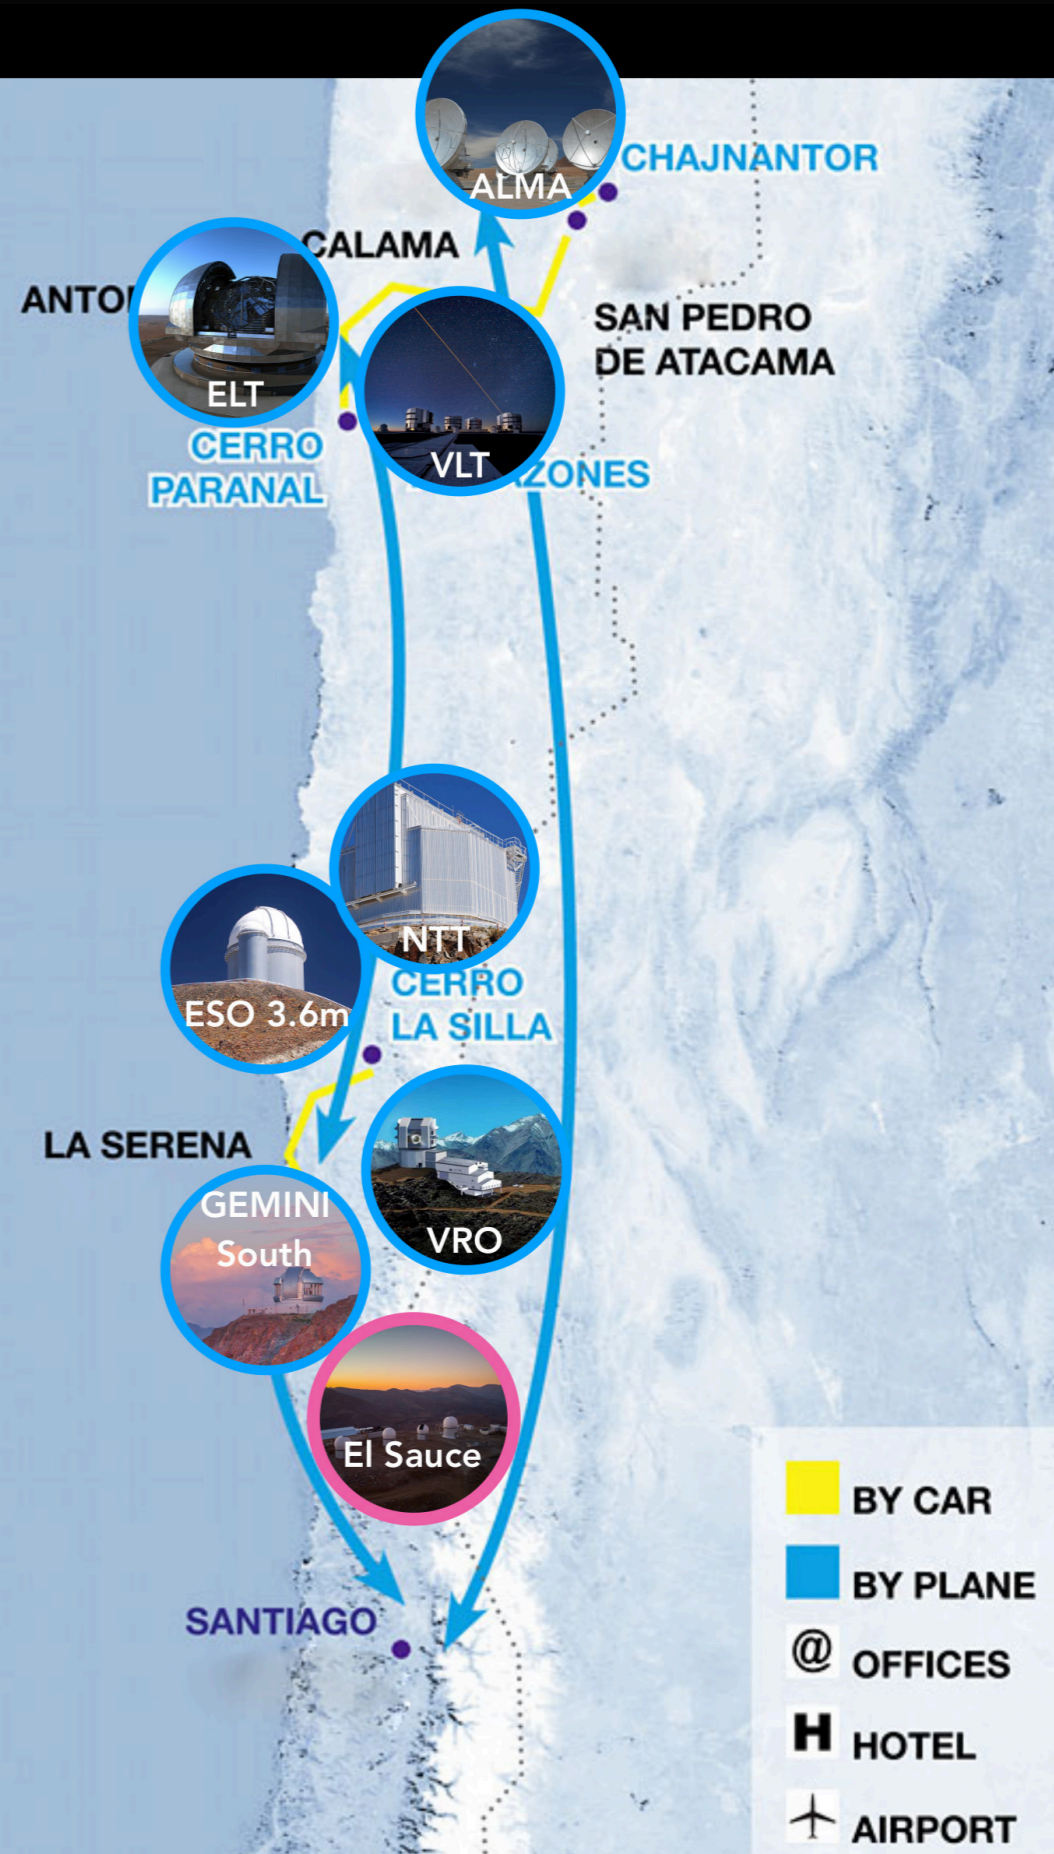 ALMA
CHAJNANTOR
CALAMA
SAN PEDRO
DE ATACAMA
ELT
VLT
CERRO
PARANAL
NTT
ESO 3.6m
CERRO
LA SILLA
LA SERENA
GEMINI
South
VRO
El Sauce
SANTIAGO
BY CAR
BY PLANE
@ OFFICES
H HOTEL
AIRPORT